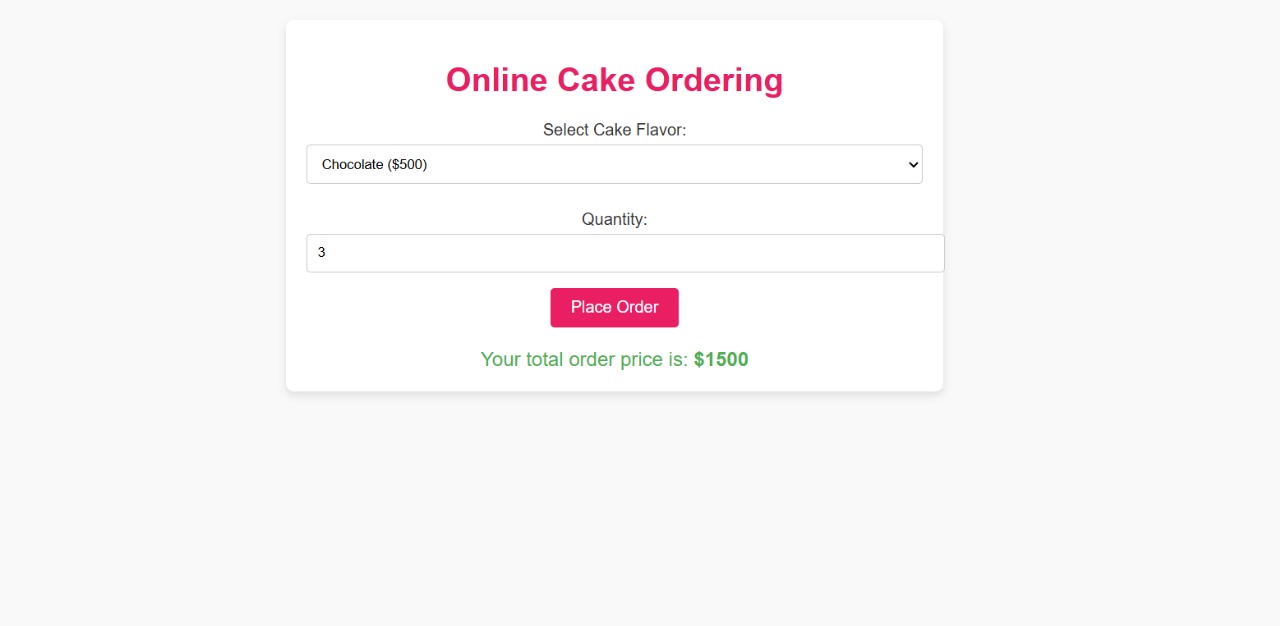 Online Cake Ordering
Select Cake Flavor:
Chocolate ($500)
Quantity:
3
Place Order
Your total order price is: $1500